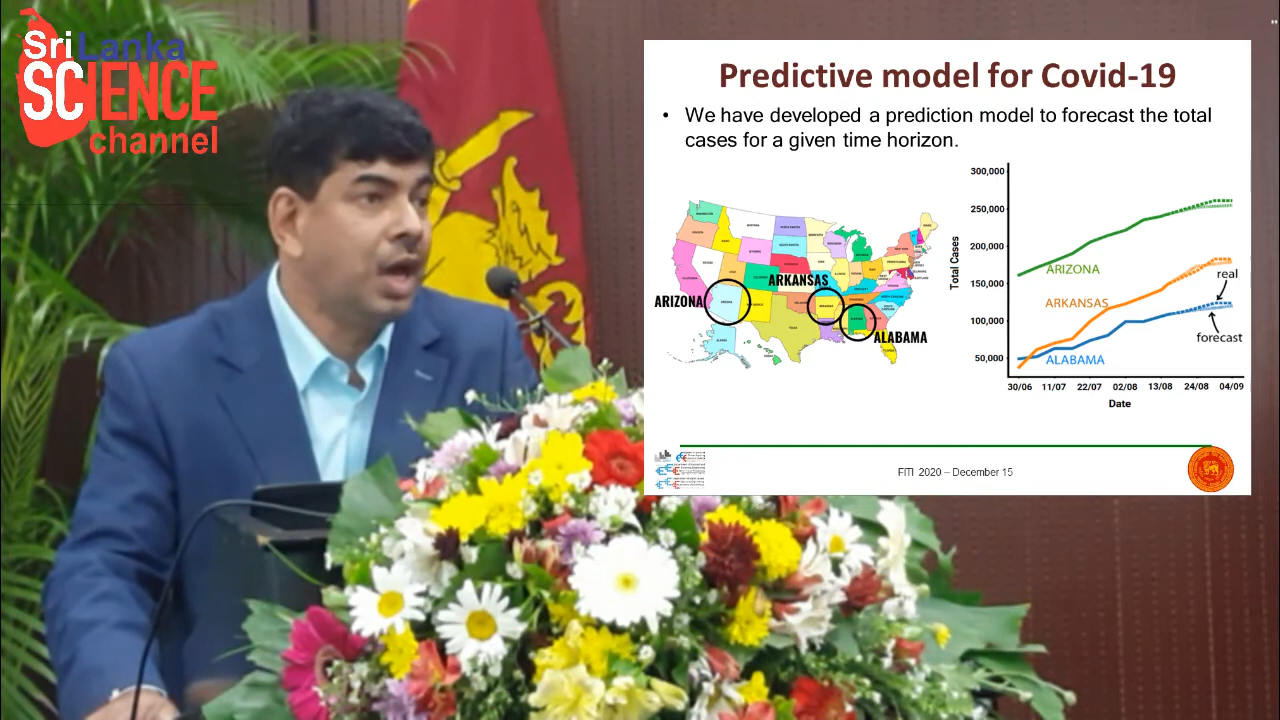 Sri Lanka
SCIENCE
channel
Predictive model for Covid-19
• We have developed a prediction model to forecast the total
cases for a given time horizon.
ARIZONA
ARKANSAS
ALABAMA
Total Cases
300,000
250,000
200,000
150,000
100,000
50,000
ARIZONA
ARKANSAS
ALABAMA
real
forecast
30/06 11/07 22/07 02/08 13/08 24/08 04/09
Date
FITI 2020 – December 15